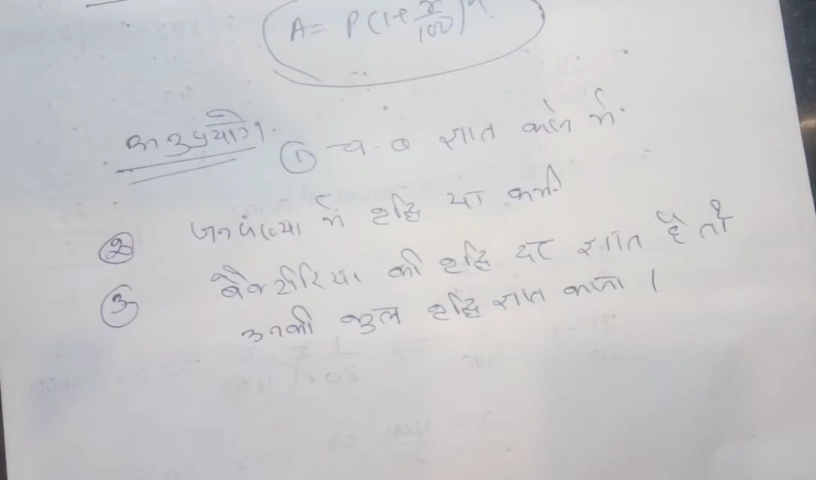 A = P(1+r/100)^n
अनुप्रयोग. ① च. ब ज्ञात करने में.
② जनसंख्या में वृद्धि या कमी
③ बैक्टीरिया की वृद्धि दर ज्ञात है तो
उनकी कुल वृद्धि ज्ञात करना ।